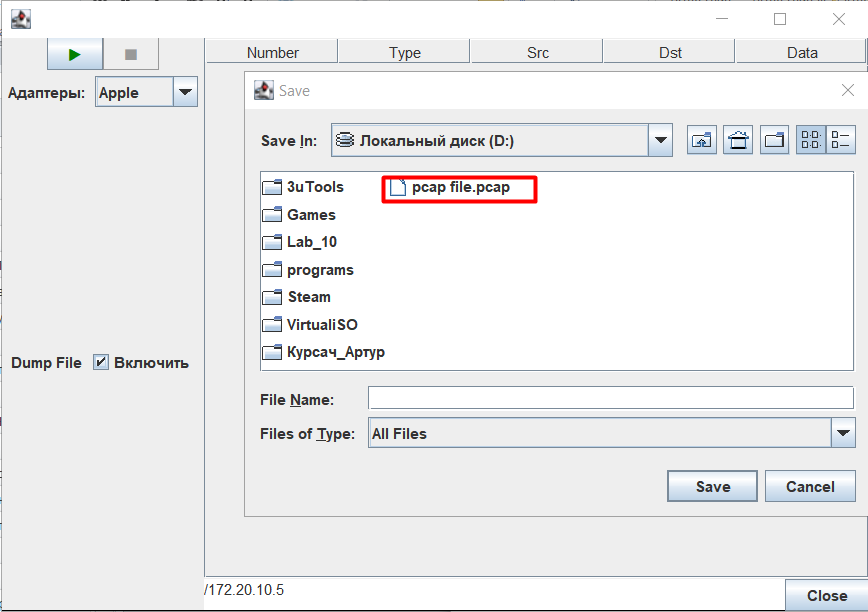 Number Type Src Dst Data
Адаптеры: Apple
Save
Save In: Локальный диск (D:)
3uTools
pcap file.pcap
Games
Lab_10
programs
Steam
VirtualiSO
Курсач_Артур
Dump File Включить
File Name:
Files of Type: All Files
Save Cancel
/172.20.10.5
Close